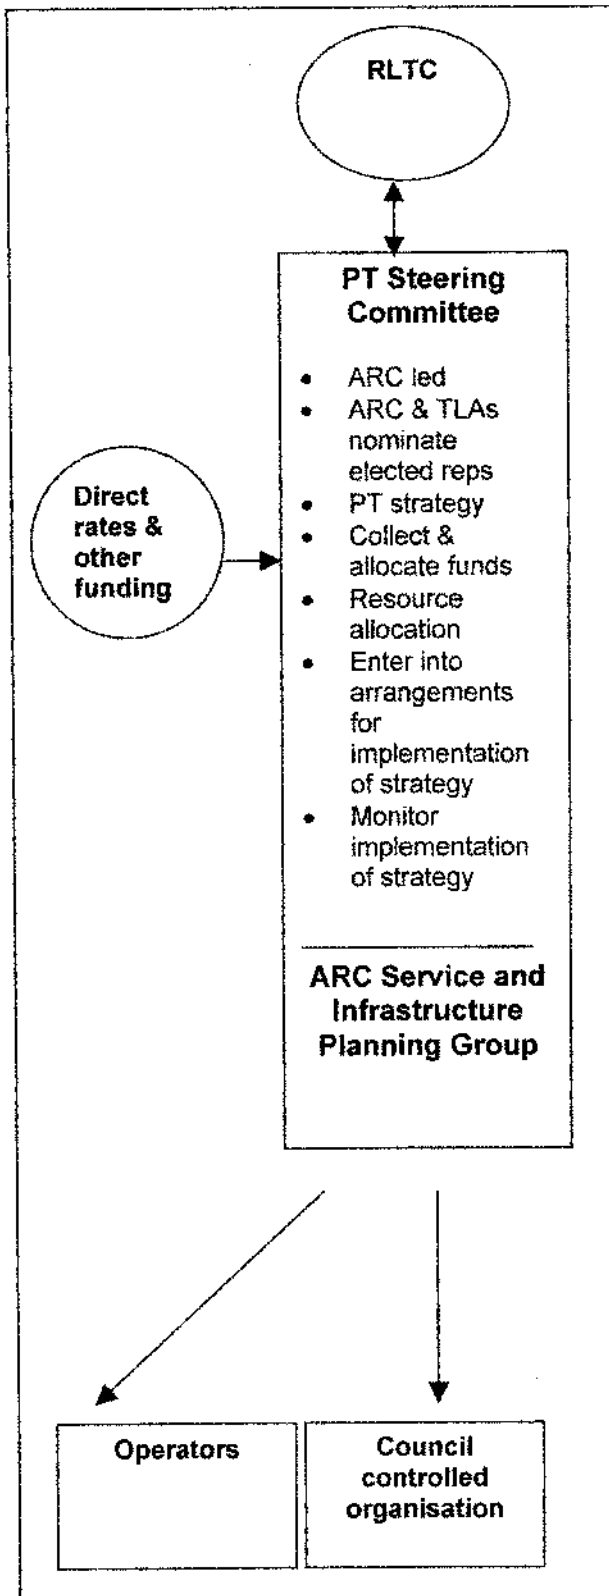 RLTC
PT Steering
Committee
• ARC led
• ARC & TLAs
nominate
elected reps
• PT strategy
• Collect &
allocate funds
• Resource
allocation
• Enter into
arrangements
for
implementation
of strategy
• Monitor
implementation
of strategy
Direct
rates &
other
funding
ARC Service and
Infrastructure
Planning Group
Operators
Council
controlled
organisation